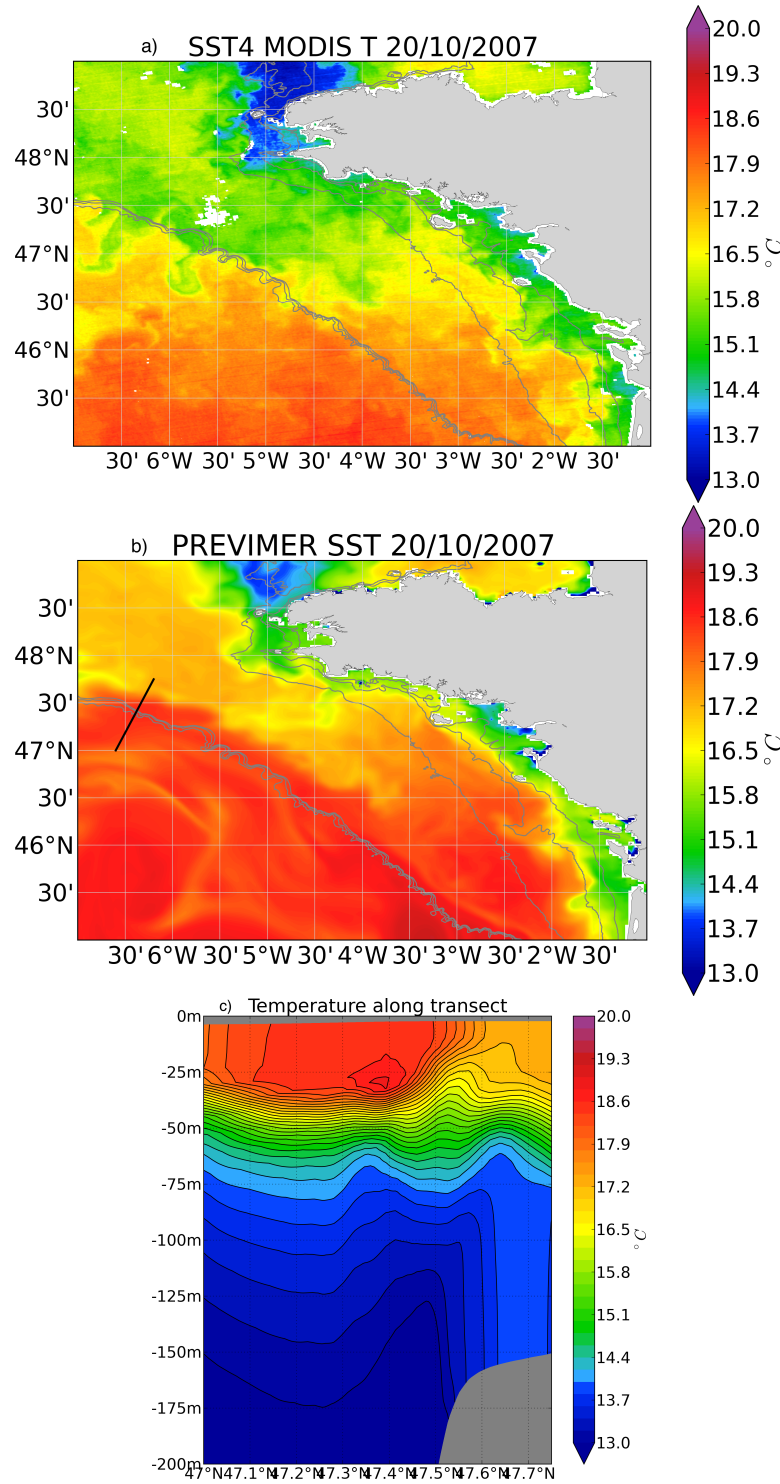 a) SST4 MODIS T 20/10/2007
30'
48°N
30'
47°N
30'
46°N
30'
30' 6°W 30' 5°W 30' 4°W 30' 3°W 30' 2°W 30'
20.0
19.3
18.6
17.9
17.2
16.5
15.8
15.1
14.4
13.7
13.0
°C
b) PREVIMER SST 20/10/2007
30'
48°N
30'
47°N
30'
46°N
30'
30' 6°W 30' 5°W 30' 4°W 30' 3°W 30' 2°W 30'
20.0
19.3
18.6
17.9
17.2
16.5
15.8
15.1
14.4
13.7
13.0
°C
c) Temperature along transect
0m
-25m
-50m
-75m
-100m
-125m
-150m
-175m
-200m
47°N 47.1°N 47.2°N 47.3°N 47.4°N 47.5°N 47.6°N 47.7°N
20.0
19.3
18.6
17.9
17.2
16.5
15.8
15.1
14.4
13.7
13.0
°C